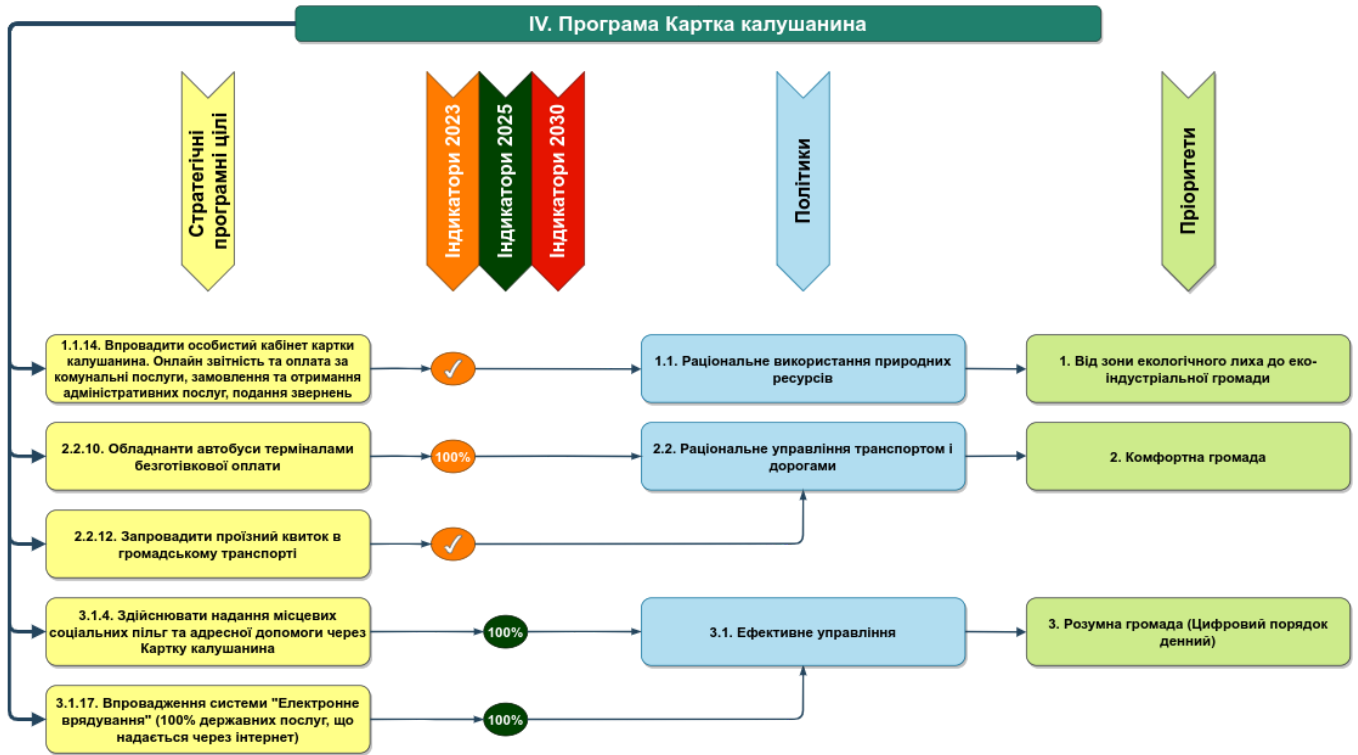 IV. Програма Картка калушанина
Стратегічні
програмні цілі
Індикатори 2023
Індикатори 2025
Індикатори 2030
Політики
Пріоритети
1.1.14. Впровадити особистий кабінет картки
калушанина. Онлайн звітність та оплата за
комунальні послуги, замовлення та отримання
адміністративних послуг, подання звернень
1.1. Раціональне використання природних
ресурсів
1. Від зони екологічного лиха до еко-
індустріальної громади
2.2.10. Обладнанти автобуси терміналами
безготівкової оплати
100%
2.2. Раціональне управління транспортом і
дорогами
2. Комфортна громада
2.2.12. Запровадити проїзний квиток в
громадському транспорті
3.1.4. Здійснювати надання місцевих
соціальних пільг та адресної допомоги через
Картку калушанина
100%
3.1. Ефективне управління
3. Розумна громада (Цифровий порядок
денний)
3.1.17. Впровадження системи "Електронне
врядування" (100% державних послуг, що
надається через інтернет)
100%